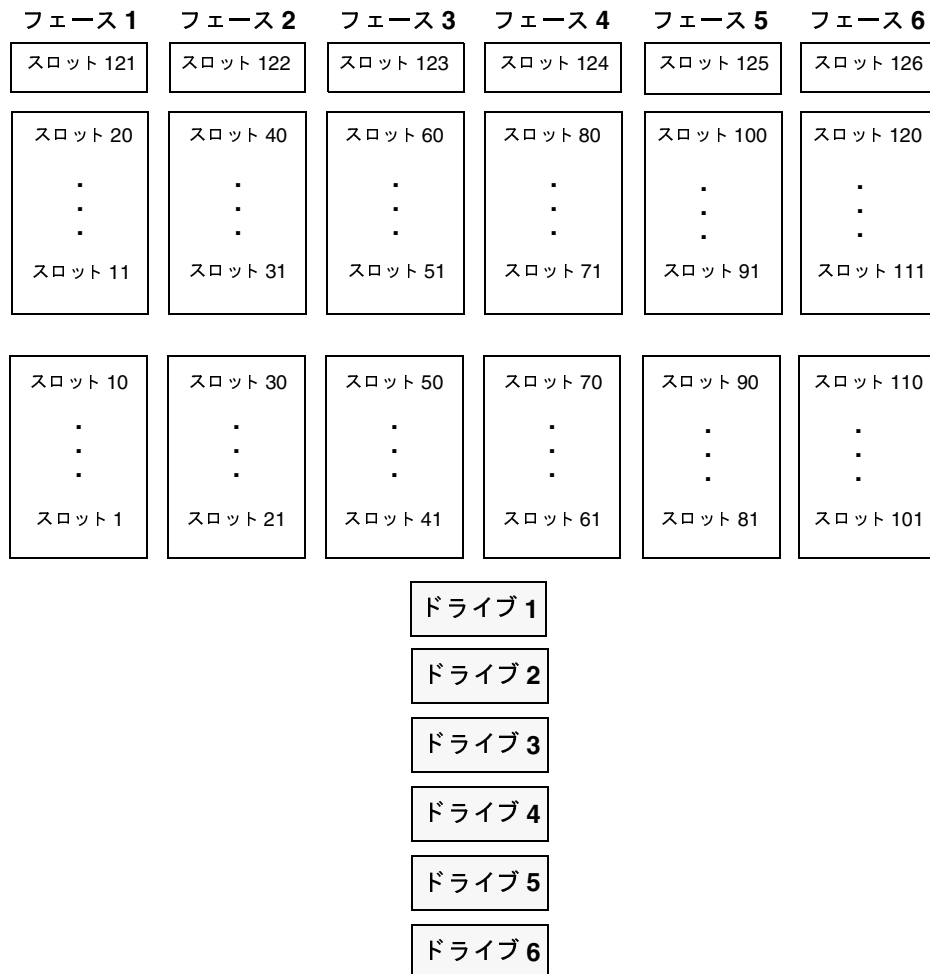 フェース 1 フェース 2 フェース 3 フェース 4 フェース 5 フェース 6
スロット 121 スロット 122 スロット 123 スロット 124 スロット 125 スロット 126
スロット 20 スロット 40 スロット 60 スロット 80 スロット 100 スロット 120
スロット 11 スロット 31 スロット 51 スロット 71 スロット 91 スロット 111
スロット 10 スロット 30 スロット 50 スロット 70 スロット 90 スロット 110
スロット 1 スロット 21 スロット 41 スロット 61 スロット 81 スロット 101
ドライブ 1
ドライブ 2
ドライブ 3
ドライブ 4
ドライブ 5
ドライブ 6